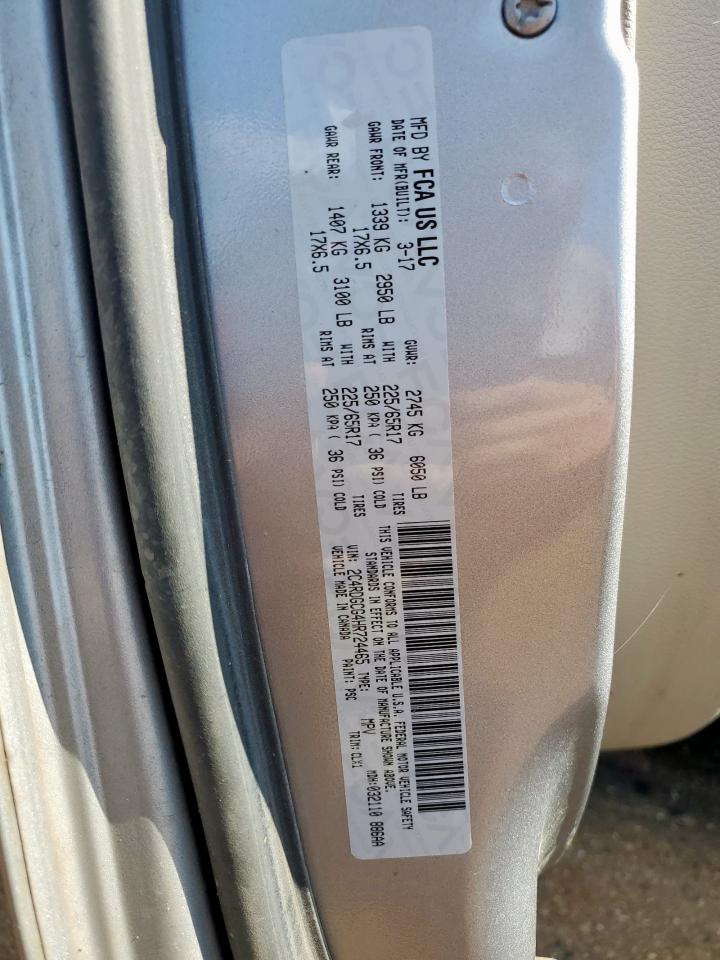 MFD BY FCA US LLC
DATE OF MFR(BUILT): 3-17 GVWR: 2745 KG 6050 LB
GAWR FRONT: 1339 KG 2950 LB WITH 225/65R17 TIRES
17X6.5 RIMS AT 250 KPA ( 36 PSI) COLD
GAWR REAR: 1407 KG 3100 LB WITH 225/65R17 TIRES
17X6.5 RIMS AT 250 KPA ( 36 PSI) COLD
THIS VEHICLE CONFORMS TO ALL APPLICABLE U.S.A. FEDERAL MOTOR VEHICLE SAFETY
STANDARDS IN EFFECT ON THE DATE OF MANUFACTURE SHOWN ABOVE.
VIN: 2C4RDGCG4HR724465 TYPE: MPV MDH:032110 886AA
VEHICLE MADE IN CANADA PAINT: PSC TRIM: CLX1